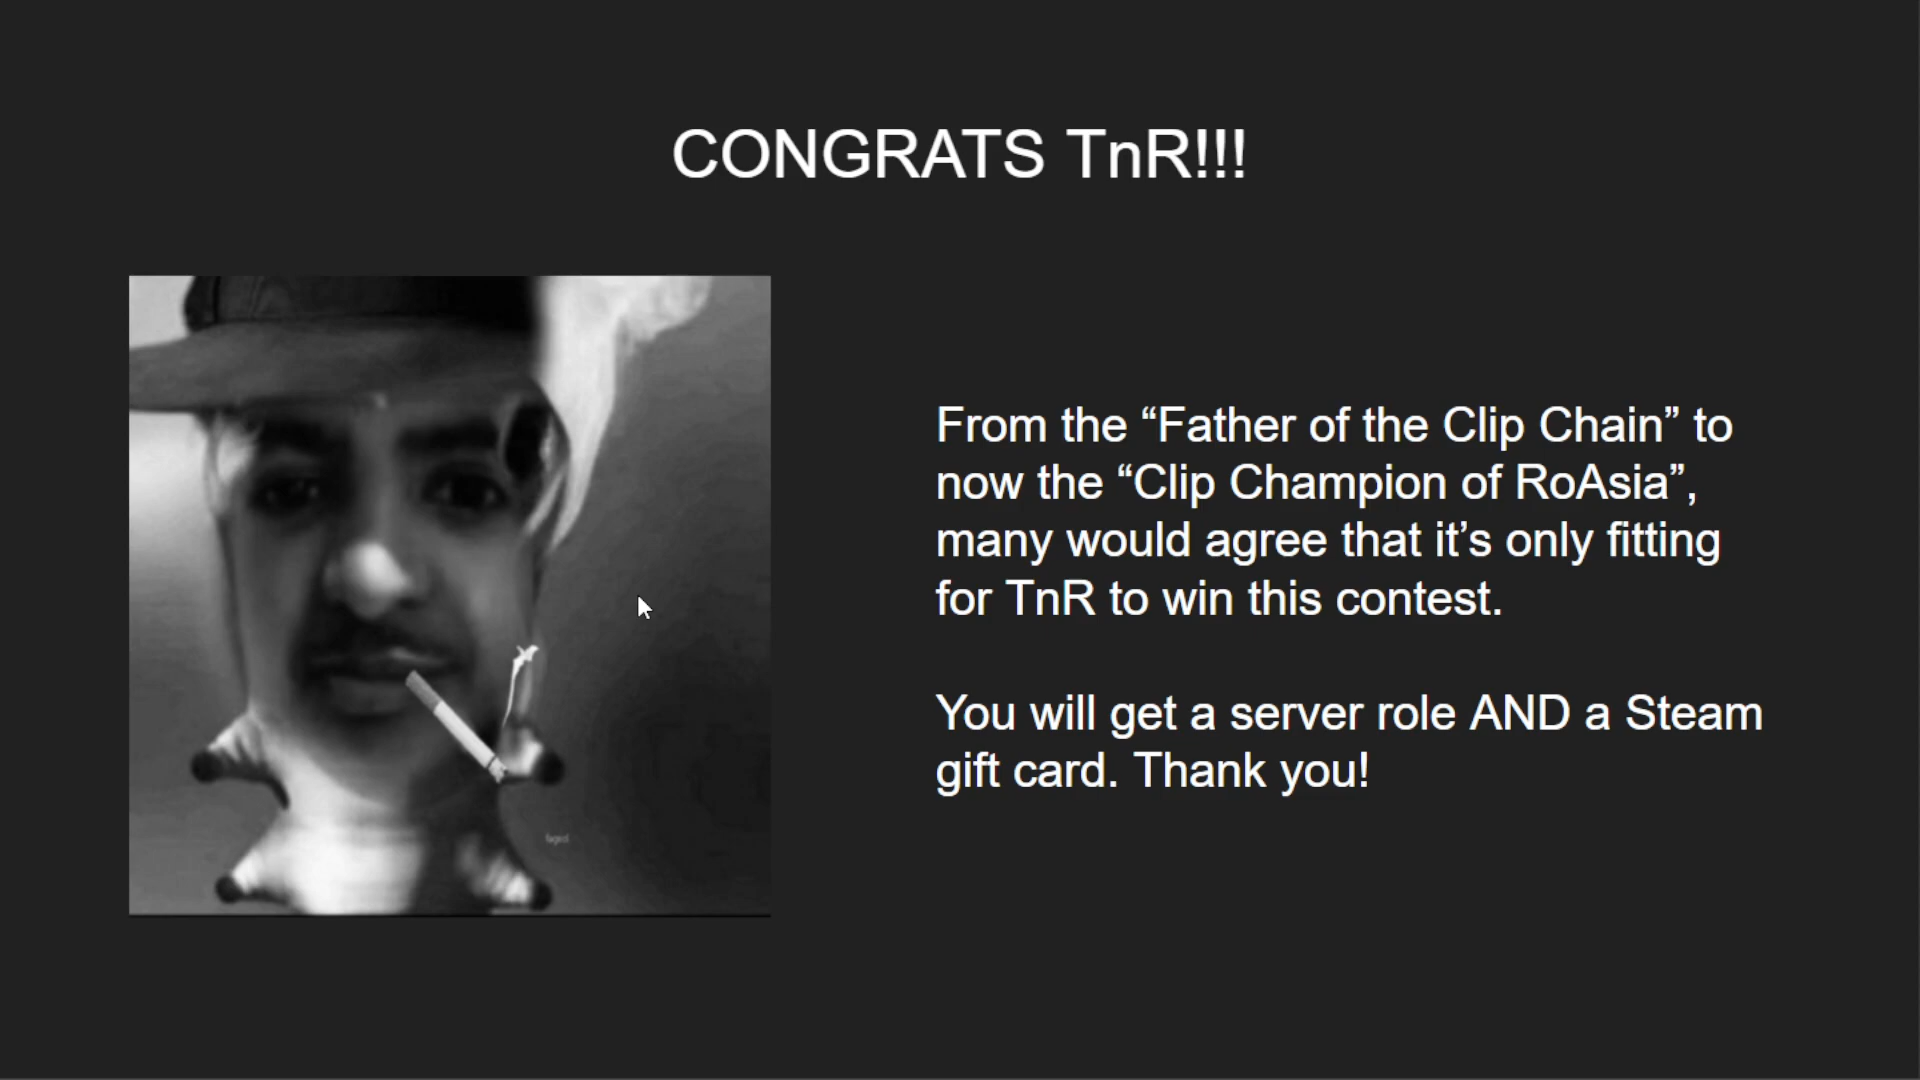 CONGRATS TnR!!!
From the “Father of the Clip Chain” to
now the “Clip Champion of RoAsia”,
many would agree that it’s only fitting
for TnR to win this contest.
You will get a server role AND a Steam
gift card. Thank you!